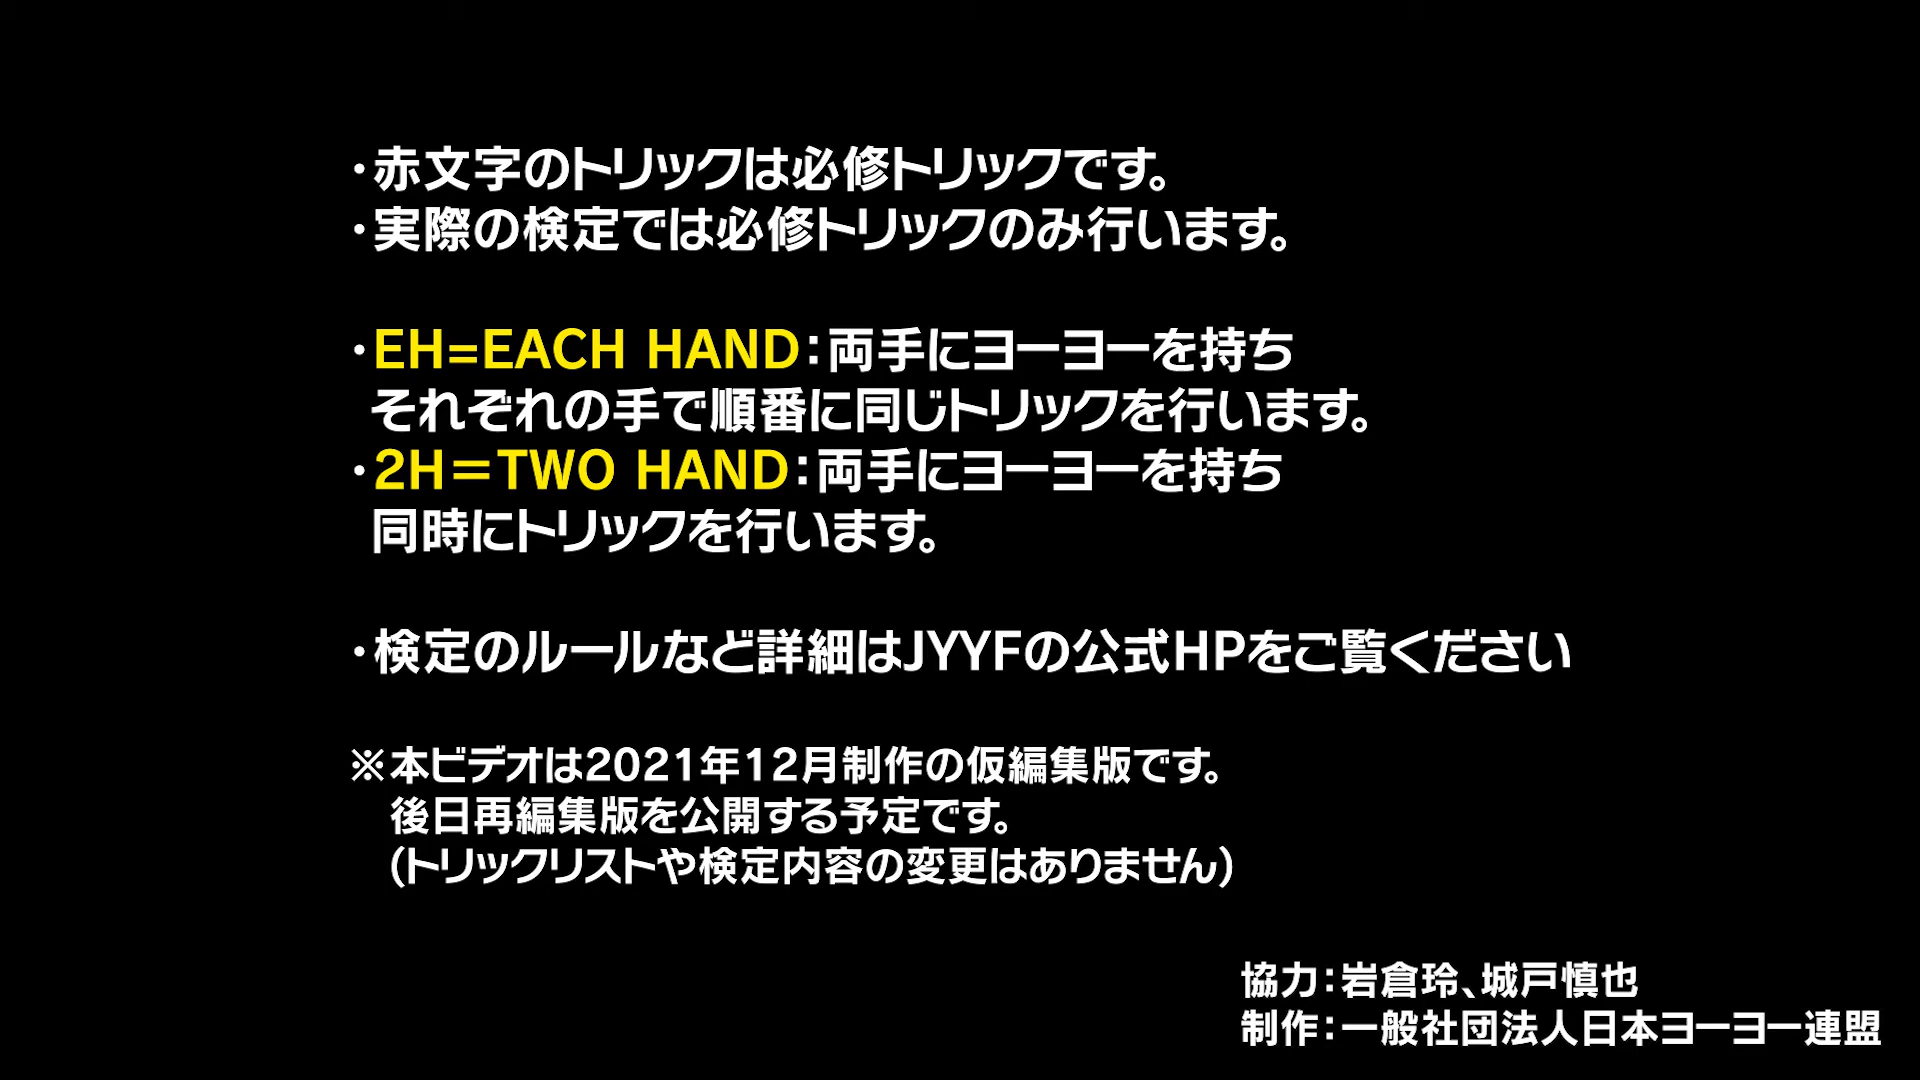 ・赤文字のトリックは必修トリックです。
・実際の検定では必修トリックのみ行います。
・EH=EACH HAND：両手にヨーヨーを持ち
それぞれの手で順番に同じトリックを行います。
・2H＝TWO HAND：両手にヨーヨーを持ち
同時にトリックを行います。
・検定のルールなど詳細はJYYFの公式HPをご覧ください
※本ビデオは2021年12月制作の仮編集版です。
後日再編集版を公開する予定です。
(トリックリストや検定内容の変更はありません)
協力：岩倉玲、城戸慎也
制作：一般社団法人日本ヨーヨー連盟